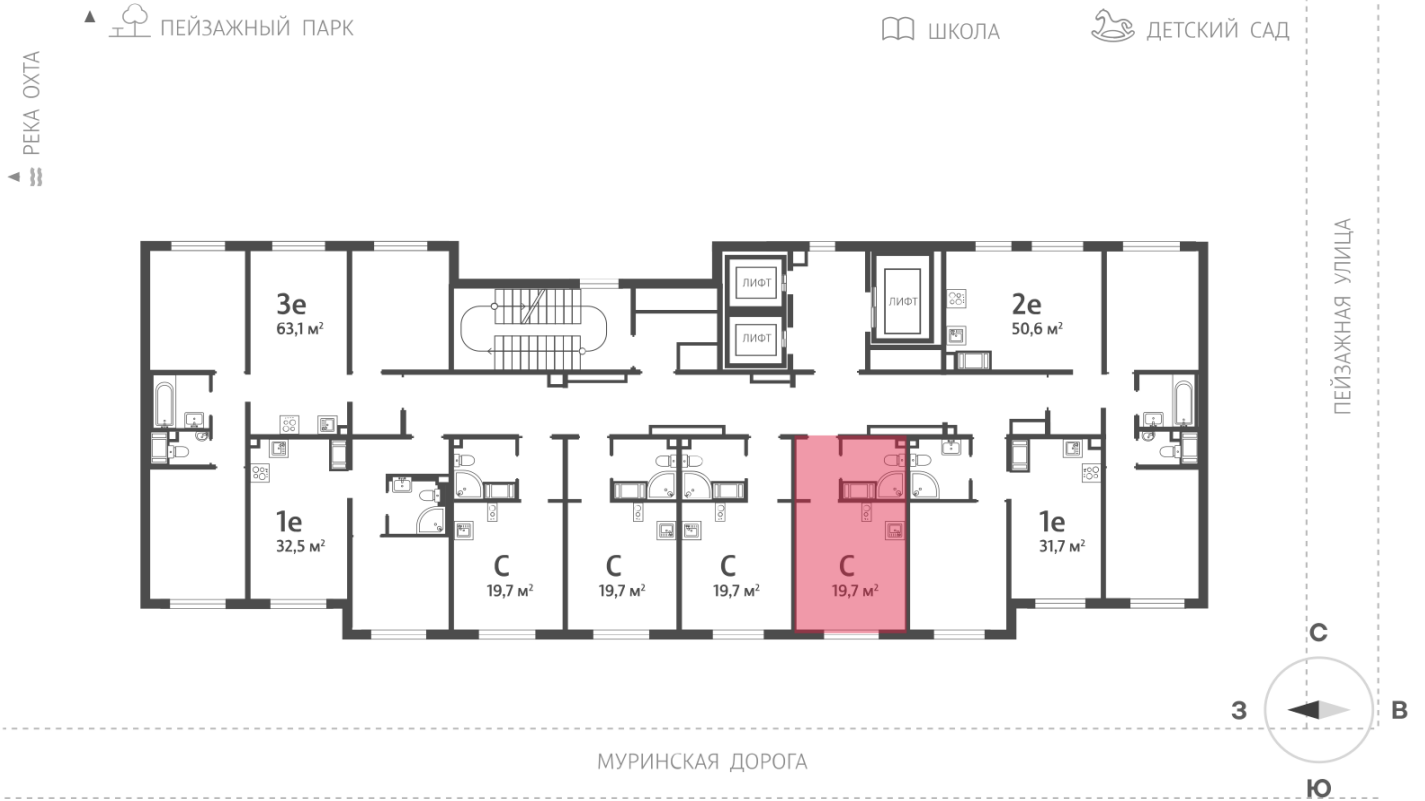 ПЕЙЗАЖНЫЙ ПАРК
ШКОЛА
ДЕТСКИЙ САД
РЕКА ОХТА
ПЕЙЗАЖНАЯ УЛИЦА
3е
63,1 м²
ЛИФТ
ЛИФТ
ЛИФТ
2е
50,6 м²
1е
32,5 м²
С
19,7 м²
С
19,7 м²
С
19,7 м²
С
19,7 м²
1е
31,7 м²
С
З
В
Ю
МУРИНСКАЯ ДОРОГА